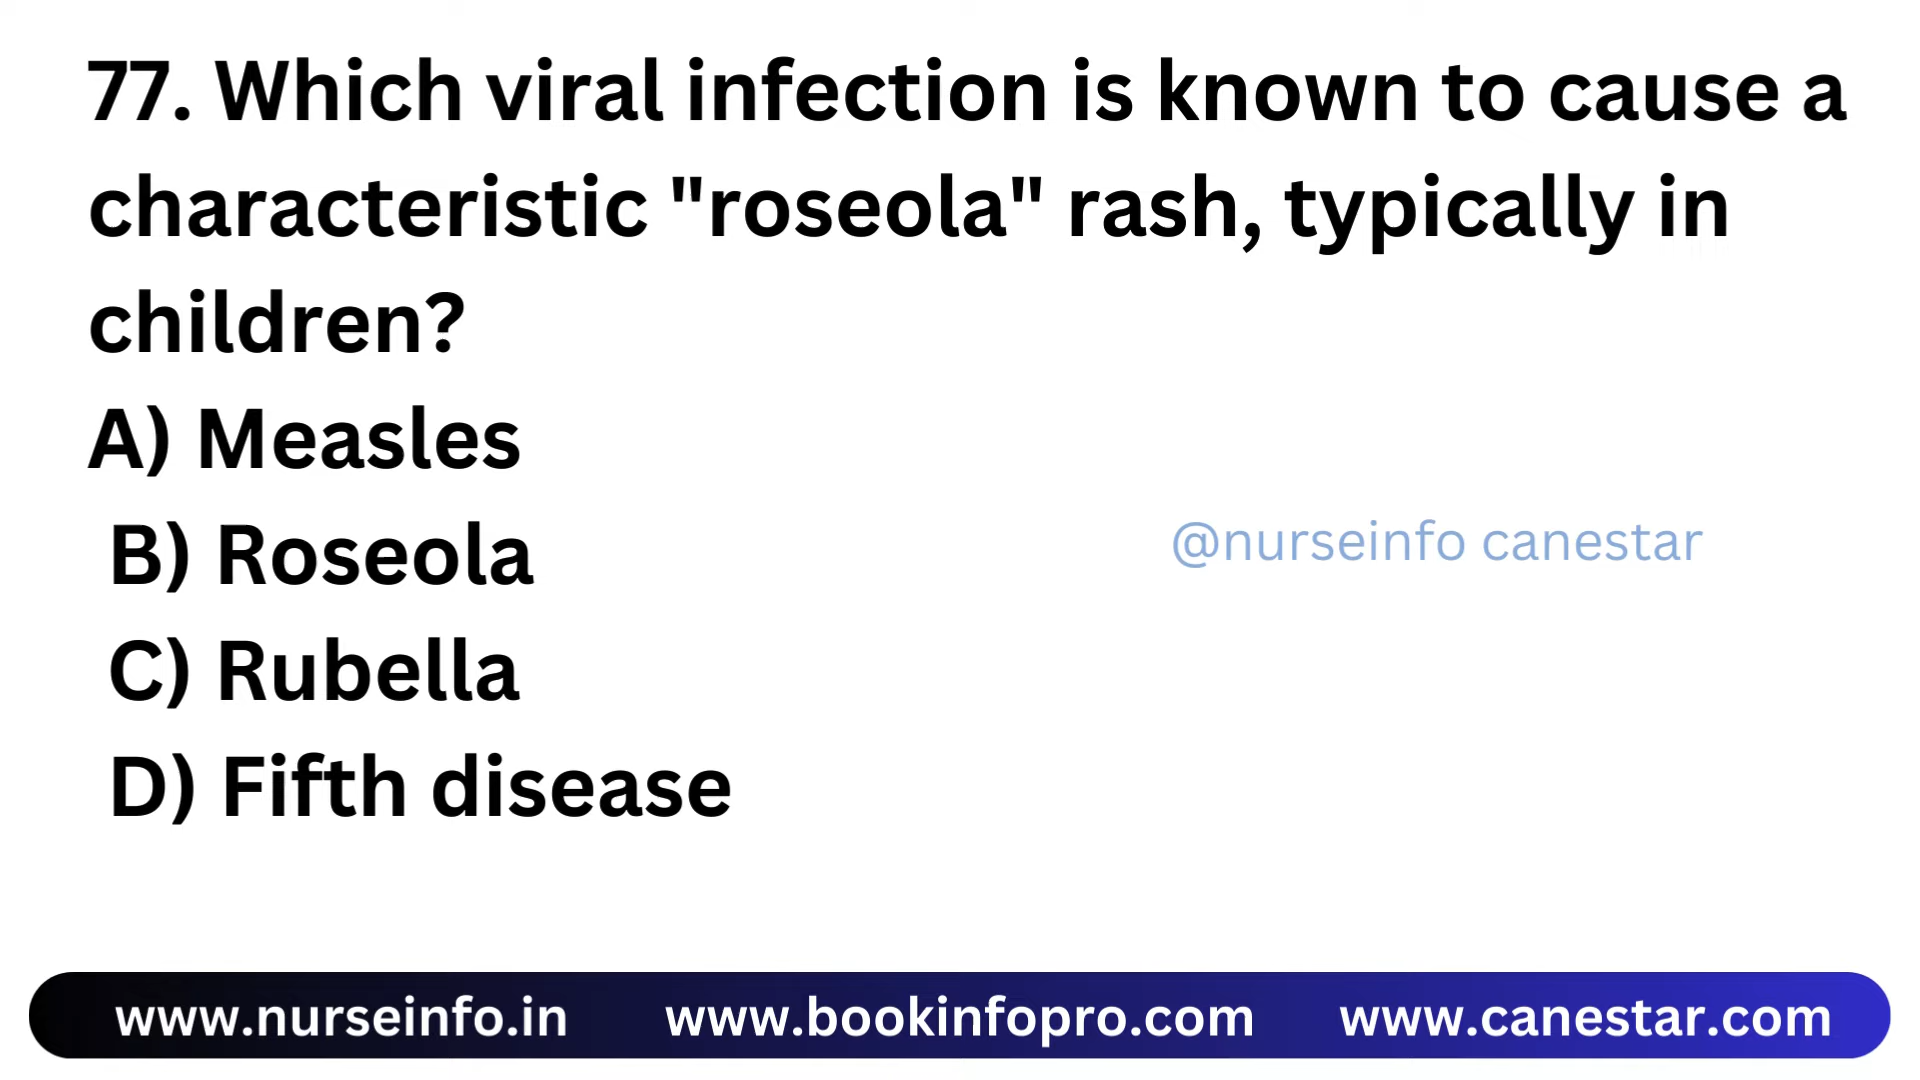 77. Which viral infection is known to cause a
characteristic "roseola" rash, typically in
children?
A) Measles
B) Roseola
@nurseinfo canestar
C) Rubella
D) Fifth disease
www.nurseinfo.in www.bookinfopro.com www.canestar.com